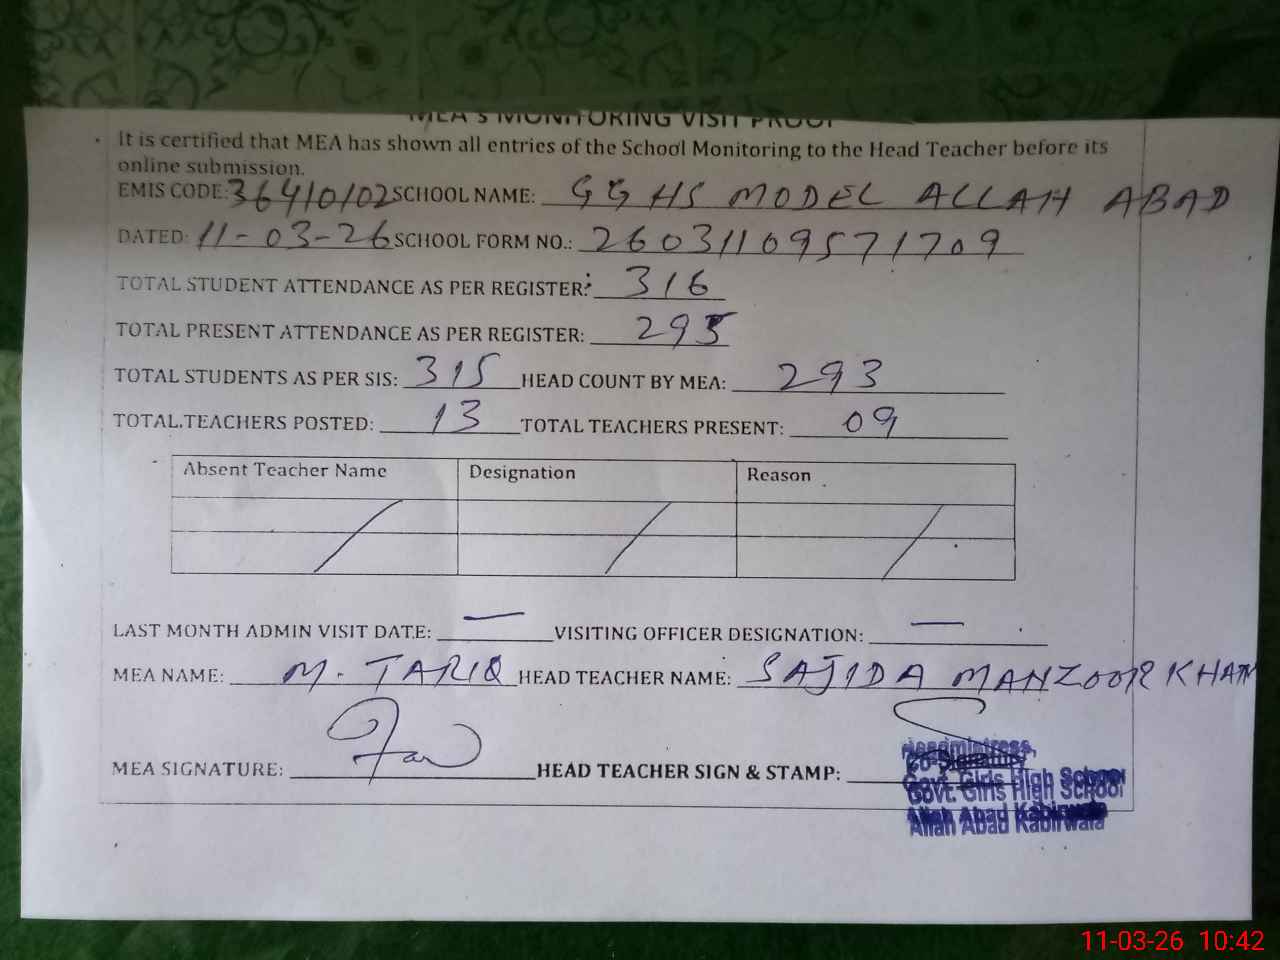 MEA'S MONITORING VISIT PROOF
It is certified that MEA has shown all entries of the School Monitoring to the Head Teacher before its
online submission.
EMIS CODE: 36410102 SCHOOL NAME: GGHS MODEL ALLAH ABAD
DATED: 11-03-26 SCHOOL FORM NO.: 26031109571709
TOTAL STUDENT ATTENDANCE AS PER REGISTER: 316
TOTAL PRESENT ATTENDANCE AS PER REGISTER: 295
TOTAL STUDENTS AS PER SIS: 315 HEAD COUNT BY MEA: 293
TOTAL TEACHERS POSTED: 13 TOTAL TEACHERS PRESENT: 09
Absent Teacher Name Designation Reason
LAST MONTH ADMIN VISIT DATE: — VISITING OFFICER DESIGNATION: —
MEA NAME: M. TARIQ HEAD TEACHER NAME: SAJIDA MANZOOR KHAN
MEA SIGNATURE: HEAD TEACHER SIGN & STAMP:
Headmistress,
Govt. Girls High School
Allah Abad Kabirwala
11-03-26 10:42